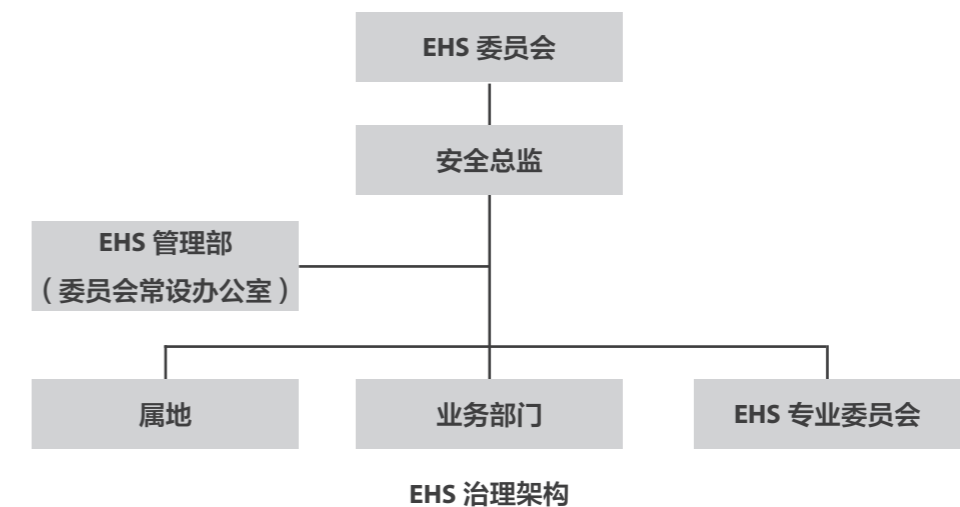 EHS 委员会
安全总监
EHS 管理部
（委员会常设办公室）
属地
业务部门
EHS 专业委员会
EHS 治理架构